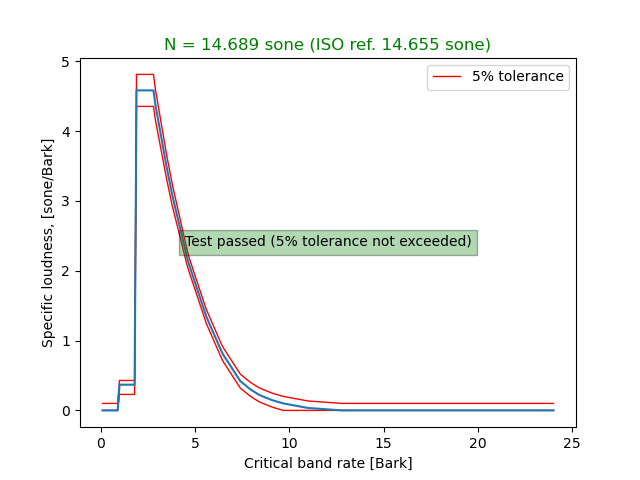 N = 14.689 sone (ISO ref. 14.655 sone)
5% tolerance
Test passed (5% tolerance not exceeded)
Specific loudness, [sone/Bark]
5
4
3
2
1
0
0 5 10 15 20 25
Critical band rate [Bark]